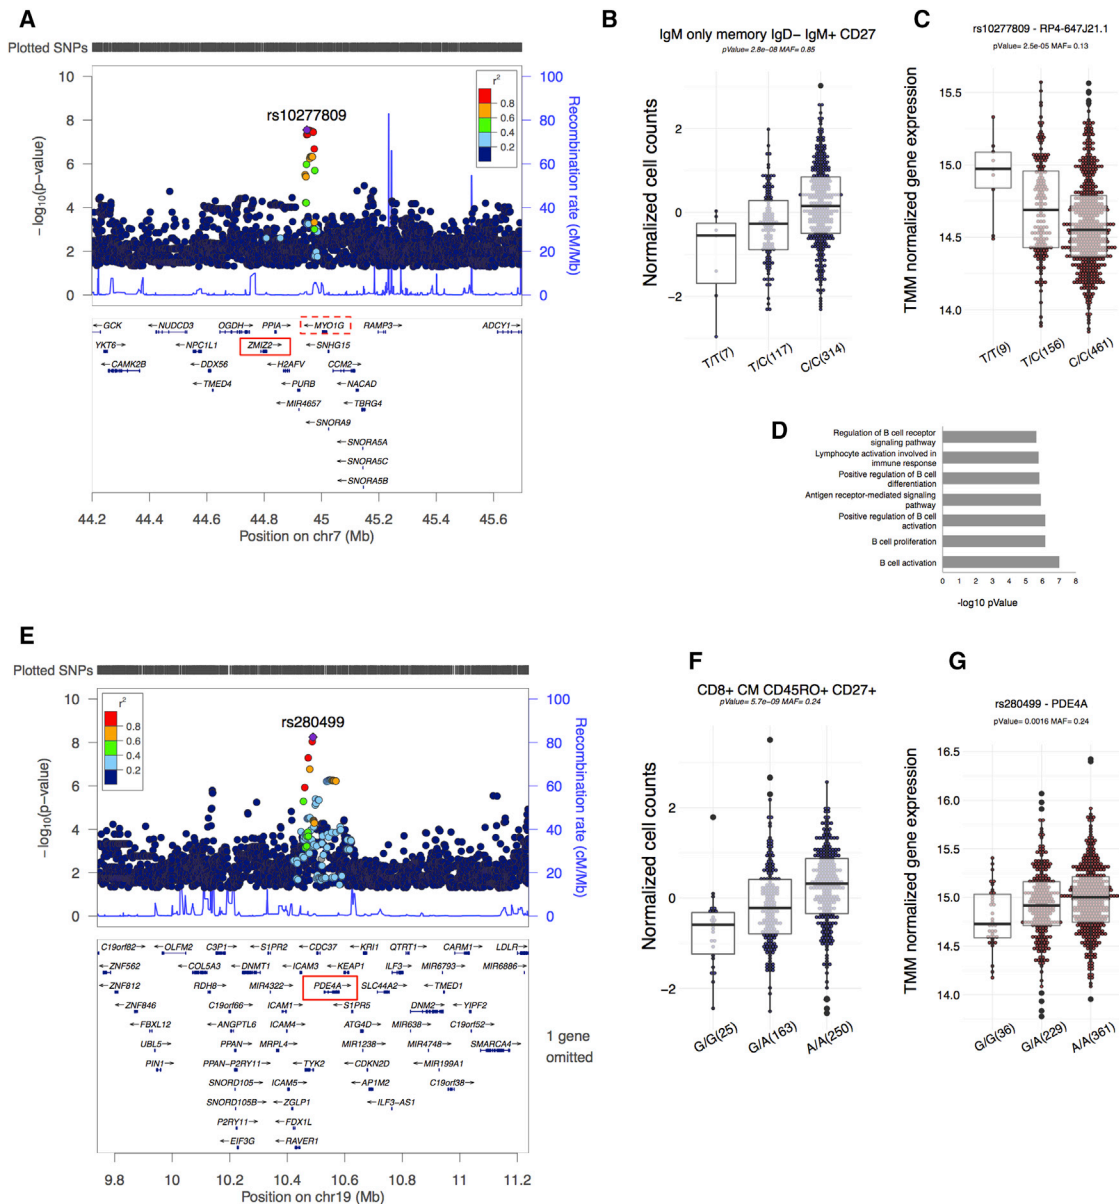 A
Plotted SNPs
10
8
6
4
2
0
−log10(p−value)
100
80
60
40
20
0
Recombination rate (cM/Mb)
r2
0.8
0.6
0.4
0.2
rs10277809
←GCK ←NUDCD3 OGDH→ PPIA→ ←MYO1G RAMP3→ ADCY1→
YKT6→ ←NPC1L1 ZMIZ2→ ←SNHG15
←CAMK2B ←DDX56 ←H2AFV CCM2→
←TMED4 ←PURB ←NACAD
←MIR4657 ←TBRG4
←SNORA9
←SNORA5A
←SNORA5C
←SNORA5B
44.2 44.4 44.6 44.8 45 45.2 45.4 45.6
Position on chr7 (Mb)
B
IgM only memory IgD− IgM+ CD27
pValue= 2.8e−08 MAF= 0.85
Normalized cell counts
2
0
−2
T/T(7) T/C(117) C/C(314)
C
rs10277809 - RP4-647J21.1
pValue= 2.5e-05 MAF= 0.13
TMM normalized gene expression
15.5
15.0
14.5
14.0
T/T(9) T/C(156) C/C(461)
D
Regulation of B cell receptor
signaling pathway
Lymphocyte activation involved in
immune response
Positive regulation of B cell
differentiation
Antigen receptor-mediated signaling
pathway
Positive regulation of B cell
activation
B cell proliferation
B cell activation
0 1 2 3 4 5 6 7 8
-log10 pValue
E
Plotted SNPs
10
8
6
4
2
0
−log10(p−value)
100
80
60
40
20
0
Recombination rate (cM/Mb)
r2
0.8
0.6
0.4
0.2
rs280499
C19orf82→ ←OLFM2 C3P1→ ←S1PR2 ←CDC37 ←KRI1 QTRT1→ CARM1→ LDLR→
←ZNF562 ←COL5A3 ←DNMT1 ←ICAM3 ←KEAP1 ←ILF3→ MIR6793→ MIR6886→
←ZNF812 RDH8→ MIR4322→ PDE4A→ SLC44A2→ ←TMED1
←ZNF846 C19orf66→ ICAM1→ ←S1PR5 DNM2→ ←YIPF2
←FBXL12 ←ANGPTL6 ICAM4→ ATG4D→ MIR638→ C19orf52→
UBL5→ ←PPAN→ ←MRPL4→ MIR1238→ MIR4748→ SMARCA4→
PIN1→ PPAN−P2RY11→ ←TYK2 ←CDKN2D ←MIR199A1
SNORD105→ ICAM5→ ←AP1M2 ←C19orf38→
SNORD105B→ ←ZGLP1 ←ILF3−AS1
P2RY11→ ←FDX1L
←EIF3G ←RAVER1
1 gene
omitted
9.8 10 10.2 10.4 10.6 10.8 11 11.2
Position on chr19 (Mb)
F
CD8+ CM CD45RO+ CD27+
pValue= 5.7e−09 MAF= 0.24
Normalized cell counts
2
0
−2
G/G(25) G/A(163) A/A(250)
G
rs280499 - PDE4A
pValue= 0.0016 MAF= 0.24
TMM normalized gene expression
16.5
16.0
15.5
15.0
14.5
14.0
G/G(36) G/A(229) A/A(361)